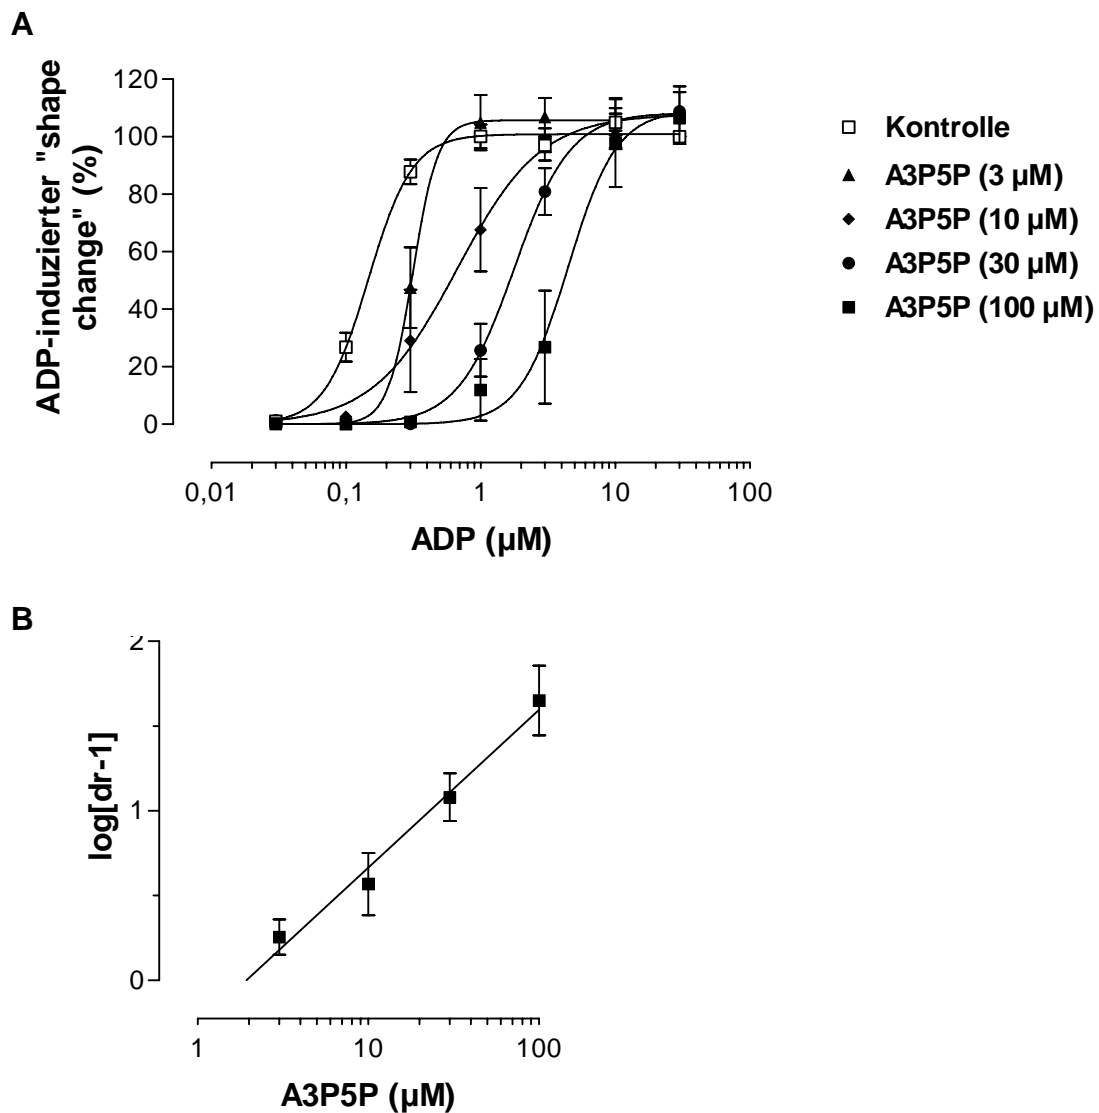 A
ADP-induzierter "shape
change" (%)
120
100
80
60
40
20
0
0,01
0,1
1
10
100
ADP (µM)
Kontrolle
A3P5P (3 µM)
A3P5P (10 µM)
A3P5P (30 µM)
A3P5P (100 µM)
B
log[dr-1]
2
1
0
1
10
100
A3P5P (µM)